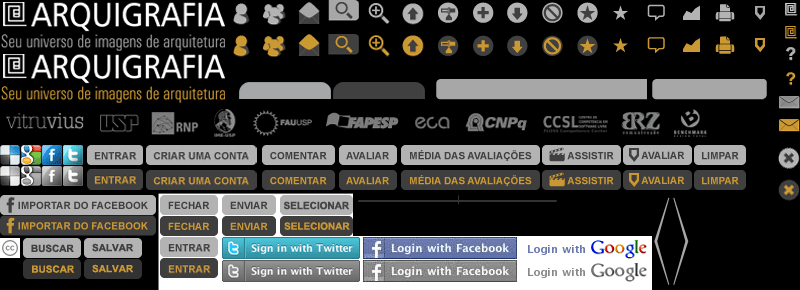 ARQUIGRAFIA
Seu universo de imagens de arquitetura
ARQUIGRAFIA
Seu universo de imagens de arquitetura
vitruvius USP RNP FAUUSP FAPESP eca CNPq CCSL BRZ BENCHMARK
ENTRAR CRIAR UMA CONTA COMENTAR AVALIAR MÉDIA DAS AVALIAÇÕES ASSISTIR AVALIAR LIMPAR
ENTRAR CRIAR UMA CONTA COMENTAR AVALIAR MÉDIA DAS AVALIAÇÕES ASSISTIR AVALIAR LIMPAR
IMPORTAR DO FACEBOOK FECHAR ENVIAR SELECIONAR
IMPORTAR DO FACEBOOK FECHAR ENVIAR SELECIONAR
cc BUSCAR SALVAR ENTRAR Sign in with Twitter Login with Facebook Login with Google
BUSCAR SALVAR ENTRAR Sign in with Twitter Login with Facebook Login with Google